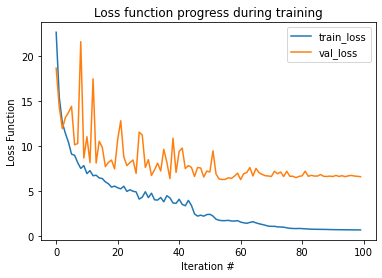 Loss function progress during training
train_loss
val_loss
Loss Function
20
15
10
5
0
0
20
40
60
80
100
Iteration #